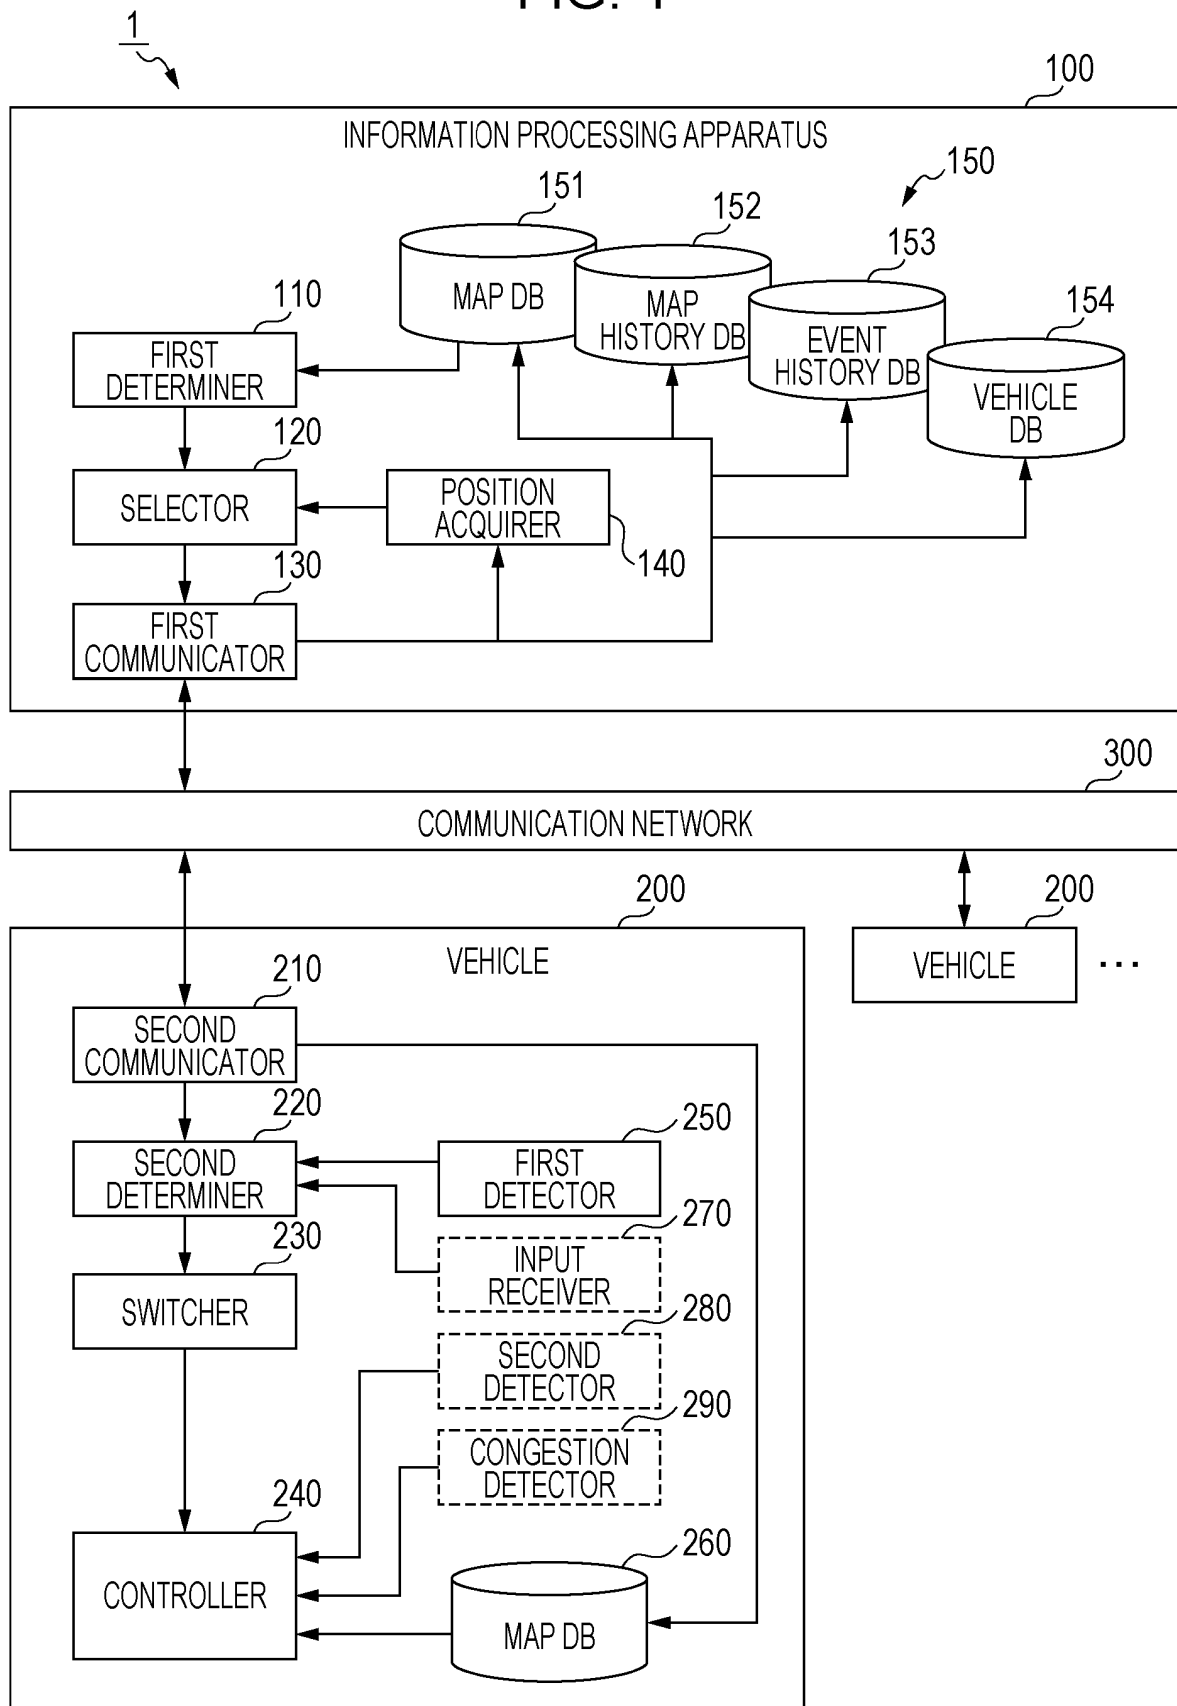 1
100
INFORMATION PROCESSING APPARATUS
150
151
152
153
154
MAP DB
MAP
HISTORY DB
EVENT
HISTORY DB
VEHICLE
DB
110
FIRST
DETERMINER
120
SELECTOR
POSITION
ACQUIRER
140
130
FIRST
COMMUNICATOR
300
COMMUNICATION NETWORK
200
VEHICLE
200
VEHICLE
...
210
SECOND
COMMUNICATOR
220
SECOND
DETERMINER
250
FIRST
DETECTOR
270
INPUT
RECEIVER
230
SWITCHER
280
SECOND
DETECTOR
290
CONGESTION
DETECTOR
240
CONTROLLER
260
MAP DB